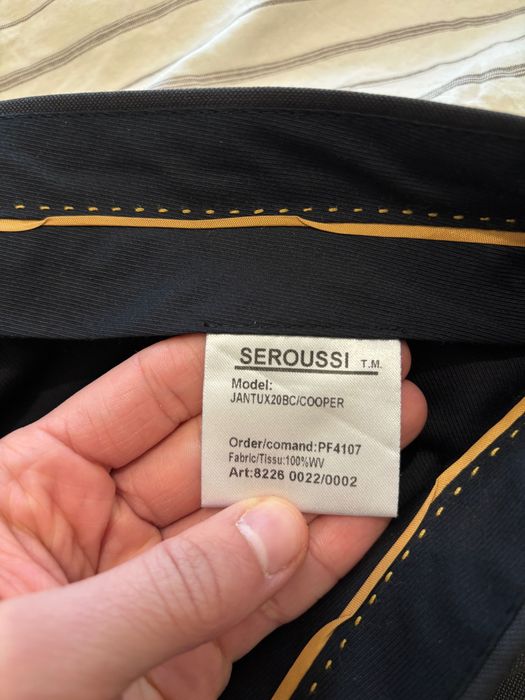 SEROUSSI T.M.
Model:
JANTUX20BC/COOPER
Order/comand:PF4107
Fabric/Tissu:100%WV
Art:8226 0022/0002